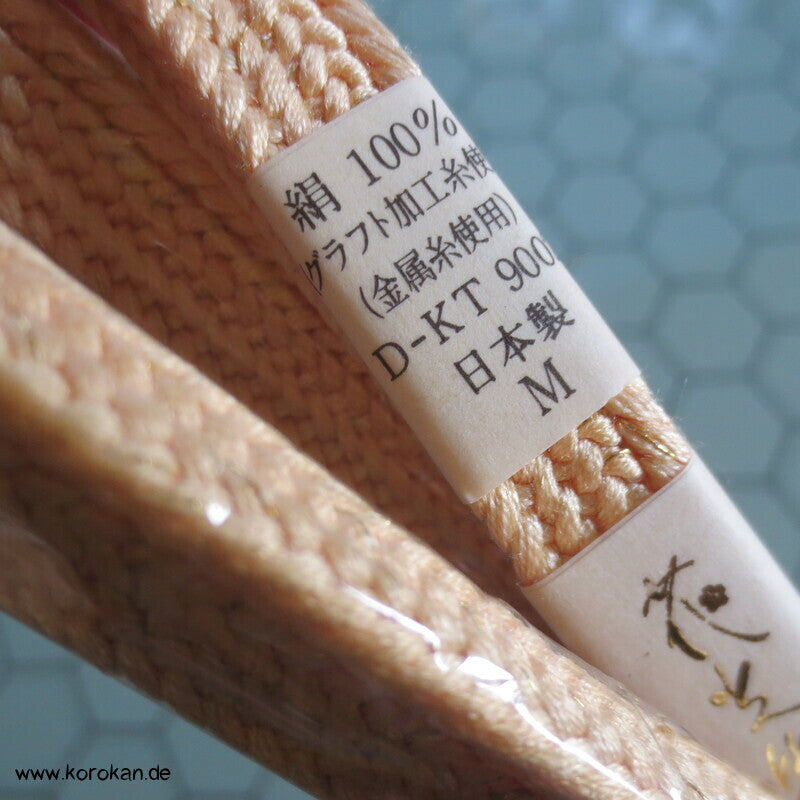 絹 100%
グラフト加工糸使
(金属糸使用)
D-KT 900
日本製
M
www.korokan.de